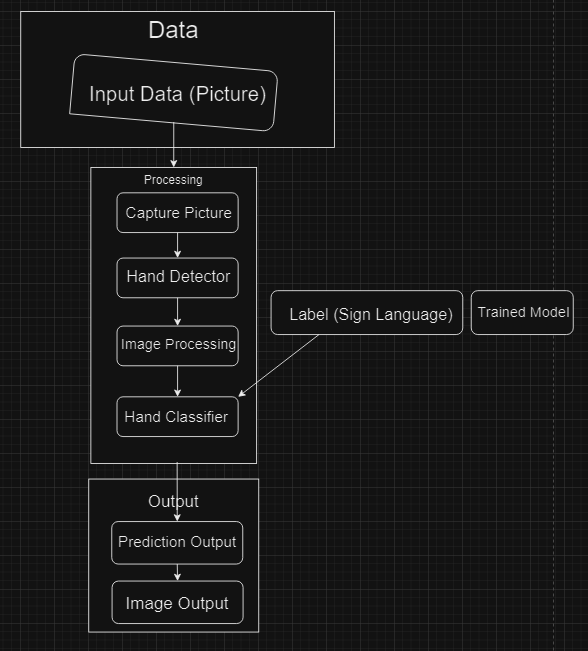 Data
Input Data (Picture)
Processing
Capture Picture
Hand Detector
Image Processing
Hand Classifier
Label (Sign Language)
Trained Model
Output
Prediction Output
Image Output